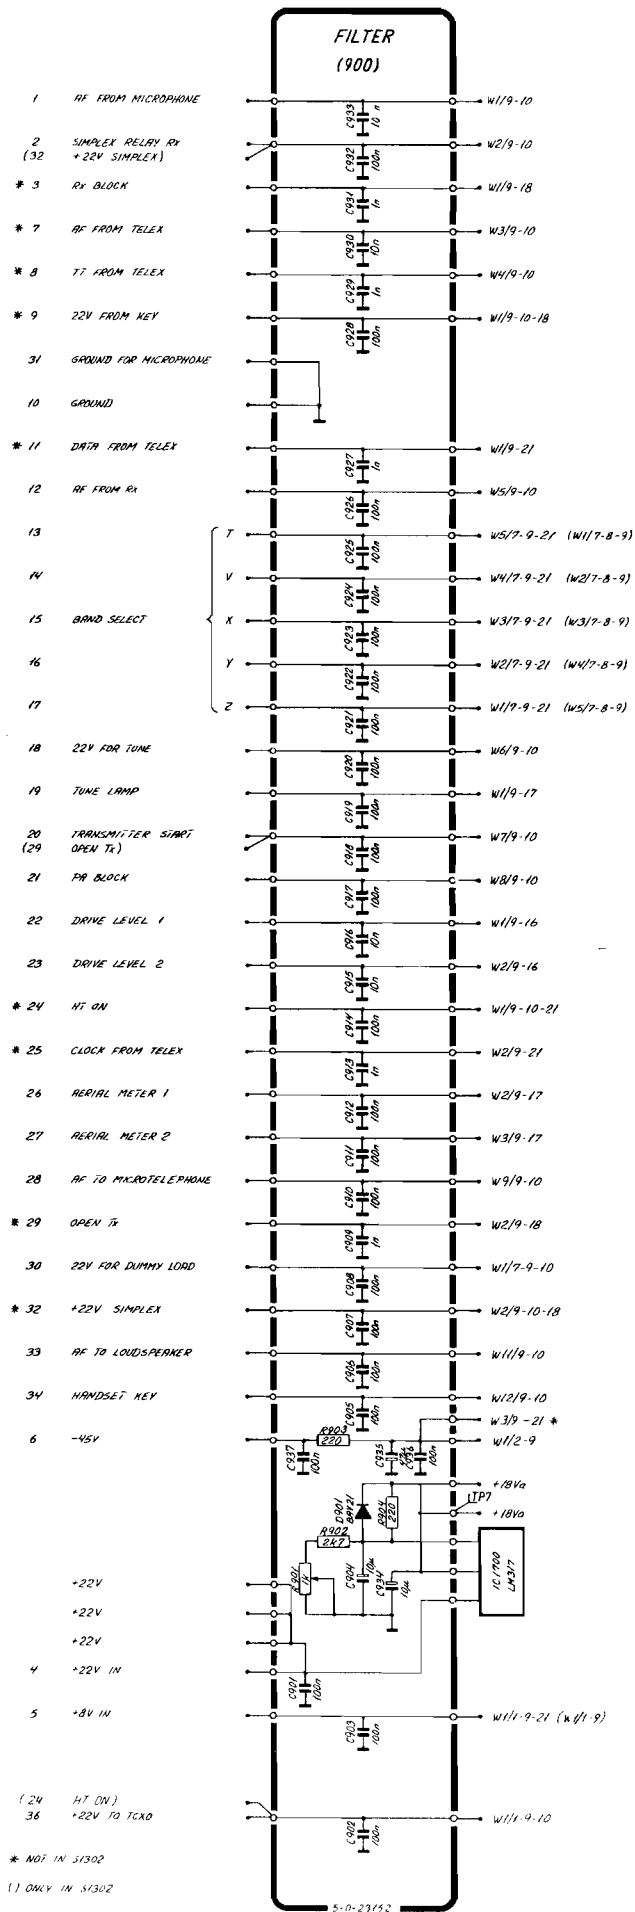 FILTER
(900)
1 AF FROM MICROPHONE C933 10n W1/9-10
2 SIMPLEX RELAY Rx C932 100n W2/9-10
(32 +22V SIMPLEX)
* 3 Rx BLOCK C931 1n W1/9-18
* 7 AF FROM TELEX C930 10n W3/9-10
* 8 TT FROM TELEX C929 1n W4/9-10
* 9 22V FROM KEY C928 100n W1/9-10-18
31 GROUND FOR MICROPHONE
10 GROUND
* 11 DATA FROM TELEX C927 1n W1/9-21
12 AF FROM Rx C926 100n W5/9-10
13 T C925 100n W5/7-9-21 (W1/7-8-9)
14 V C924 100n W4/7-9-21 (W2/7-8-9)
15 BAND SELECT X C923 100n W3/7-9-21 (W3/7-8-9)
16 Y C922 100n W2/7-9-21 (W4/7-8-9)
17 Z C921 100n W1/7-9-21 (W5/7-8-9)
18 22V FOR TUNE C920 100n W6/9-10
19 TUNE LAMP C919 100n W1/9-17
20 TRANSMITTER START C918 100n W7/9-10
(29 OPEN Tx)
21 PA BLOCK C917 100n W8/9-10
22 DRIVE LEVEL 1 C916 10n W1/9-16
23 DRIVE LEVEL 2 C915 10n W2/9-16
* 24 HT ON C914 100n W1/9-10-21
* 25 CLOCK FROM TELEX C913 1n W2/9-21
26 AERIAL METER 1 C912 100n W2/9-17
27 AERIAL METER 2 C911 100n W3/9-17
28 AF TO MICROTELEPHONE C910 100n W9/9-10
* 29 OPEN Tx C909 1n W2/9-18
30 22V FOR DUMMY LOAD C908 100n W1/7-9-10
* 32 +22V SIMPLEX C907 100n W2/9-10-18
33 AF TO LOUDSPEAKER C906 100n W11/9-10
34 HANDSET KEY C905 100n W12/9-10
W3/9-21 *
6 -45V C937 100n R903 220 C935 C936 100n W1/2-9
+18Va
TP7
+18Va
D901 BAY21 R904 220
R902 2K7
R901 1K C904 10µ C934 10µ
IC1700 LM317
+22V
+22V
+22V
4 +22V IN C901 100n
5 +8V IN C903 100n W1/1-9-21 (W1/1-9)
(24 HT ON)
36 +22V TO TCXO C902 100n W1/1-9-10
* NOT IN S1302
() ONLY IN S1302
5-0-23152